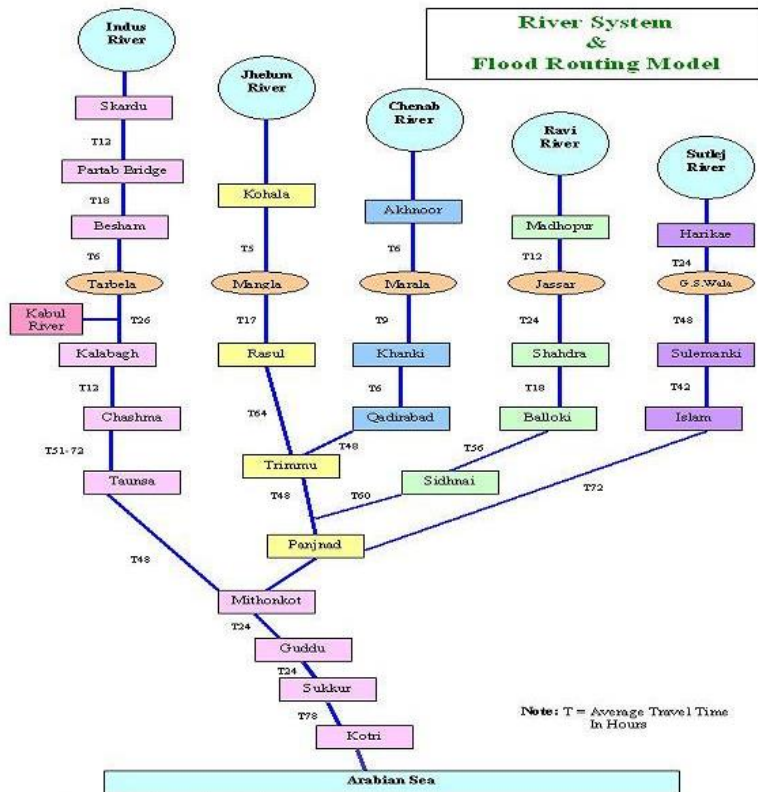 River System
&
Flood Routing Model
Indus
River
Jhelum
River
Chenab
River
Ravi
River
Sutlej
River
Skardu
T12
Partab Bridge
T18
Besham
T6
Tarbela
Kabul
River
T26
Kalabagh
T12
Chashma
T51-72
Taunsa
T48
Kohala
T5
Mangla
T17
Rasul
T64
Trimmu
T48
Panjnad
Akhnoor
T6
Marala
T9
Khanki
T6
Qadirabad
T48
Madhopur
T12
Jassar
T24
Shahdra
T18
Balloki
T56
Sidhnai
T60
Harikae
T24
G.S.Wala
T48
Sulemanki
T42
Islam
T72
Mithonkot
T24
Guddu
T24
Sukkur
T78
Kotri
Arabian Sea
Note: T = Average Travel Time
In Hours